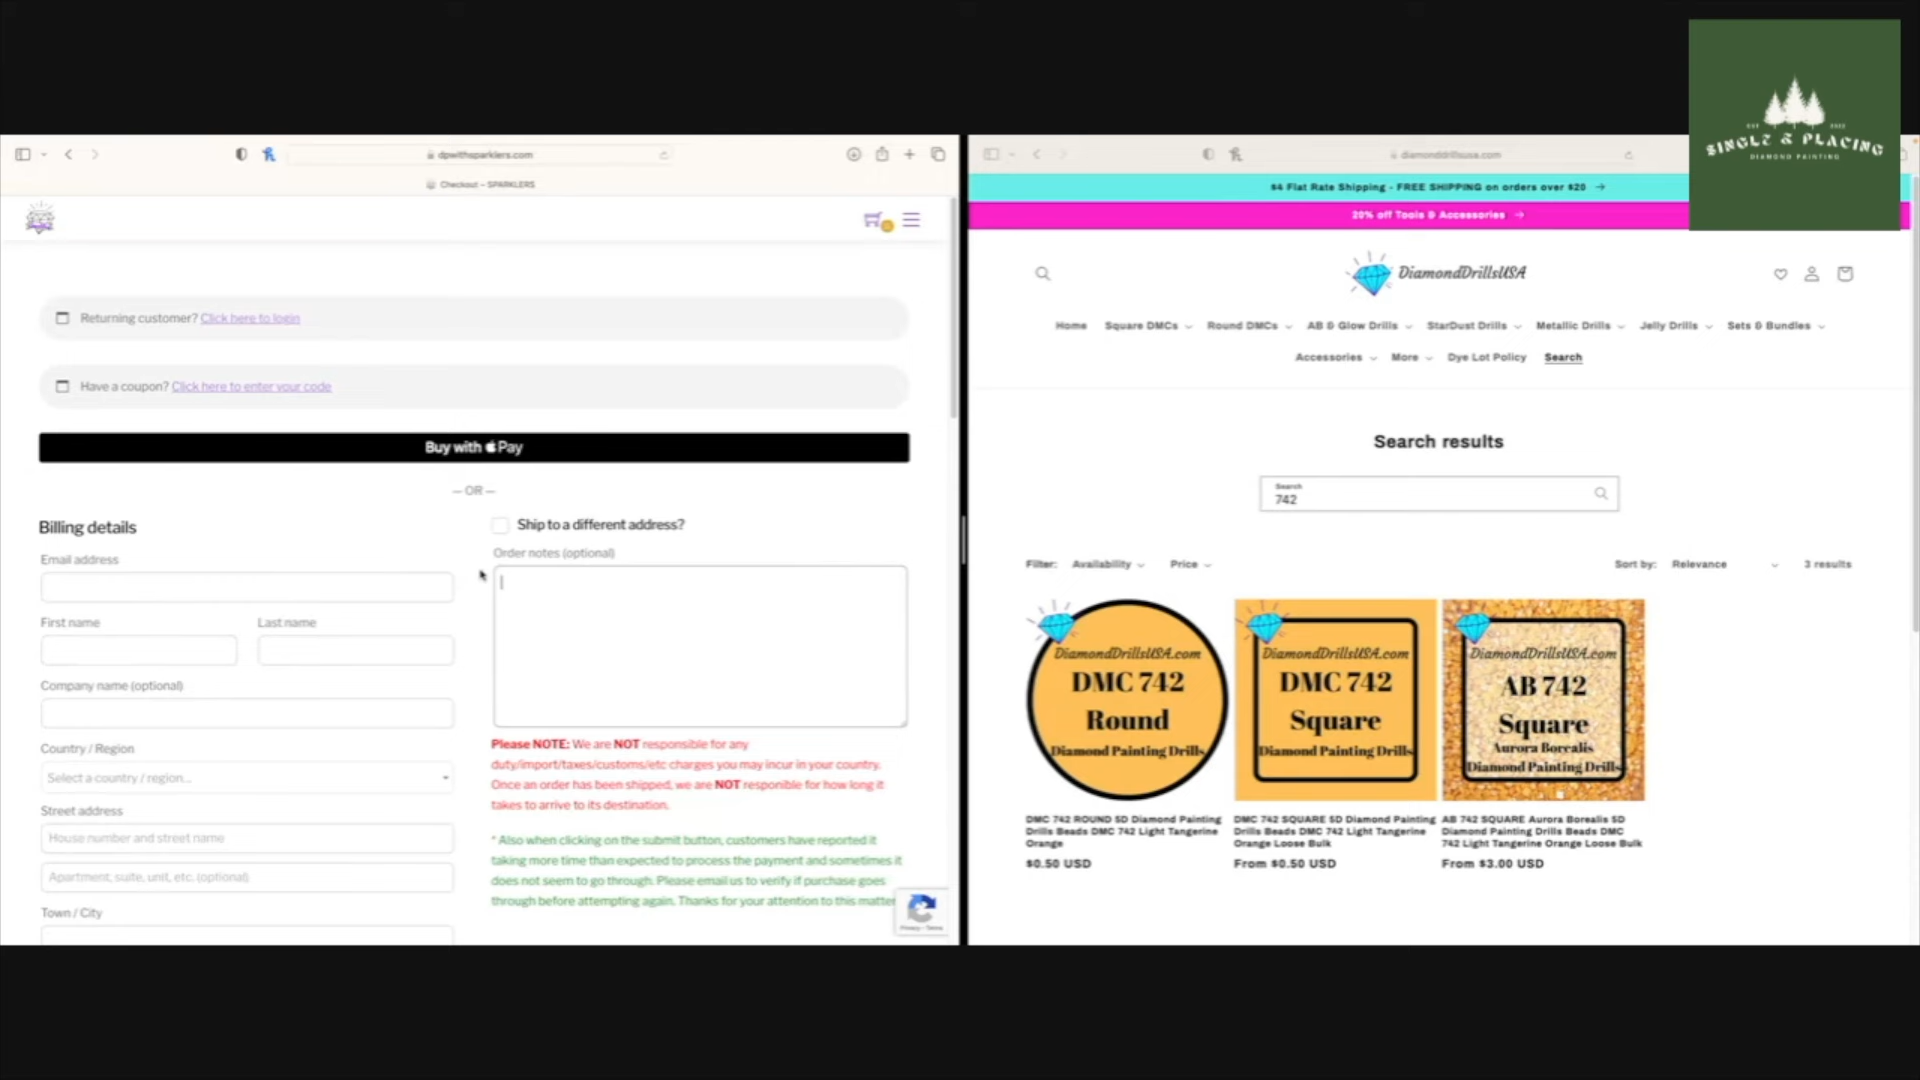 dpwithsparklers.com
Checkout – SPARKLERS
Returning customer? Click here to login
Have a coupon? Click here to enter your code
Buy with Pay
— OR —
Billing details
Email address
First name
Last name
Company name (optional)
Country / Region
Select a country / region...
Street address
House number and street name
Apartment, suite, unit, etc. (optional)
Town / City
Ship to a different address?
Order notes (optional)
Please NOTE: We are NOT responsible for any
duty/import/taxes/customs/etc charges you may incur in your country.
Once an order has been shipped, we are NOT responible for how long it
takes to arrive to its destination.
* Also when clicking on the submit button, customers have reported it
taking more time than expected to process the payment and sometimes it
does not seem to go through. Please email us to verify if purchase goes
through before attempting again. Thanks for your attention to this matter
Privacy - Terms
diamonddrillsusa.com
$4 Flat Rate Shipping - FREE SHIPPING on orders over $20 →
20% off Tools & Accessories →
DiamondDrillsUSA
Home Square DMCs Round DMCs AB & Glow Drills StarDust Drills Metallic Drills Jelly Drills Sets & Bundles
Accessories More Dye Lot Policy Search
Search results
Search
742
Filter: Availability Price
Sort by: Relevance 3 results
DiamondDrillsUSA.com
DMC 742
Round
Diamond Painting Drills
DMC 742 ROUND 5D Diamond Painting
Drills Beads DMC 742 Light Tangerine
Orange
$0.50 USD
DiamondDrillsUSA.com
DMC 742
Square
Diamond Painting Drills
DMC 742 SQUARE 5D Diamond Painting
Drills Beads DMC 742 Light Tangerine
Orange Loose Bulk
From $0.50 USD
DiamondDrillsUSA.com
AB 742
Square
Aurora Borealis
Diamond Painting Drills
AB 742 SQUARE Aurora Borealis 5D
Diamond Painting Drills Beads DMC
742 Light Tangerine Orange Loose Bulk
From $3.00 USD
SINGLE & PLACING
DIAMOND PAINTING